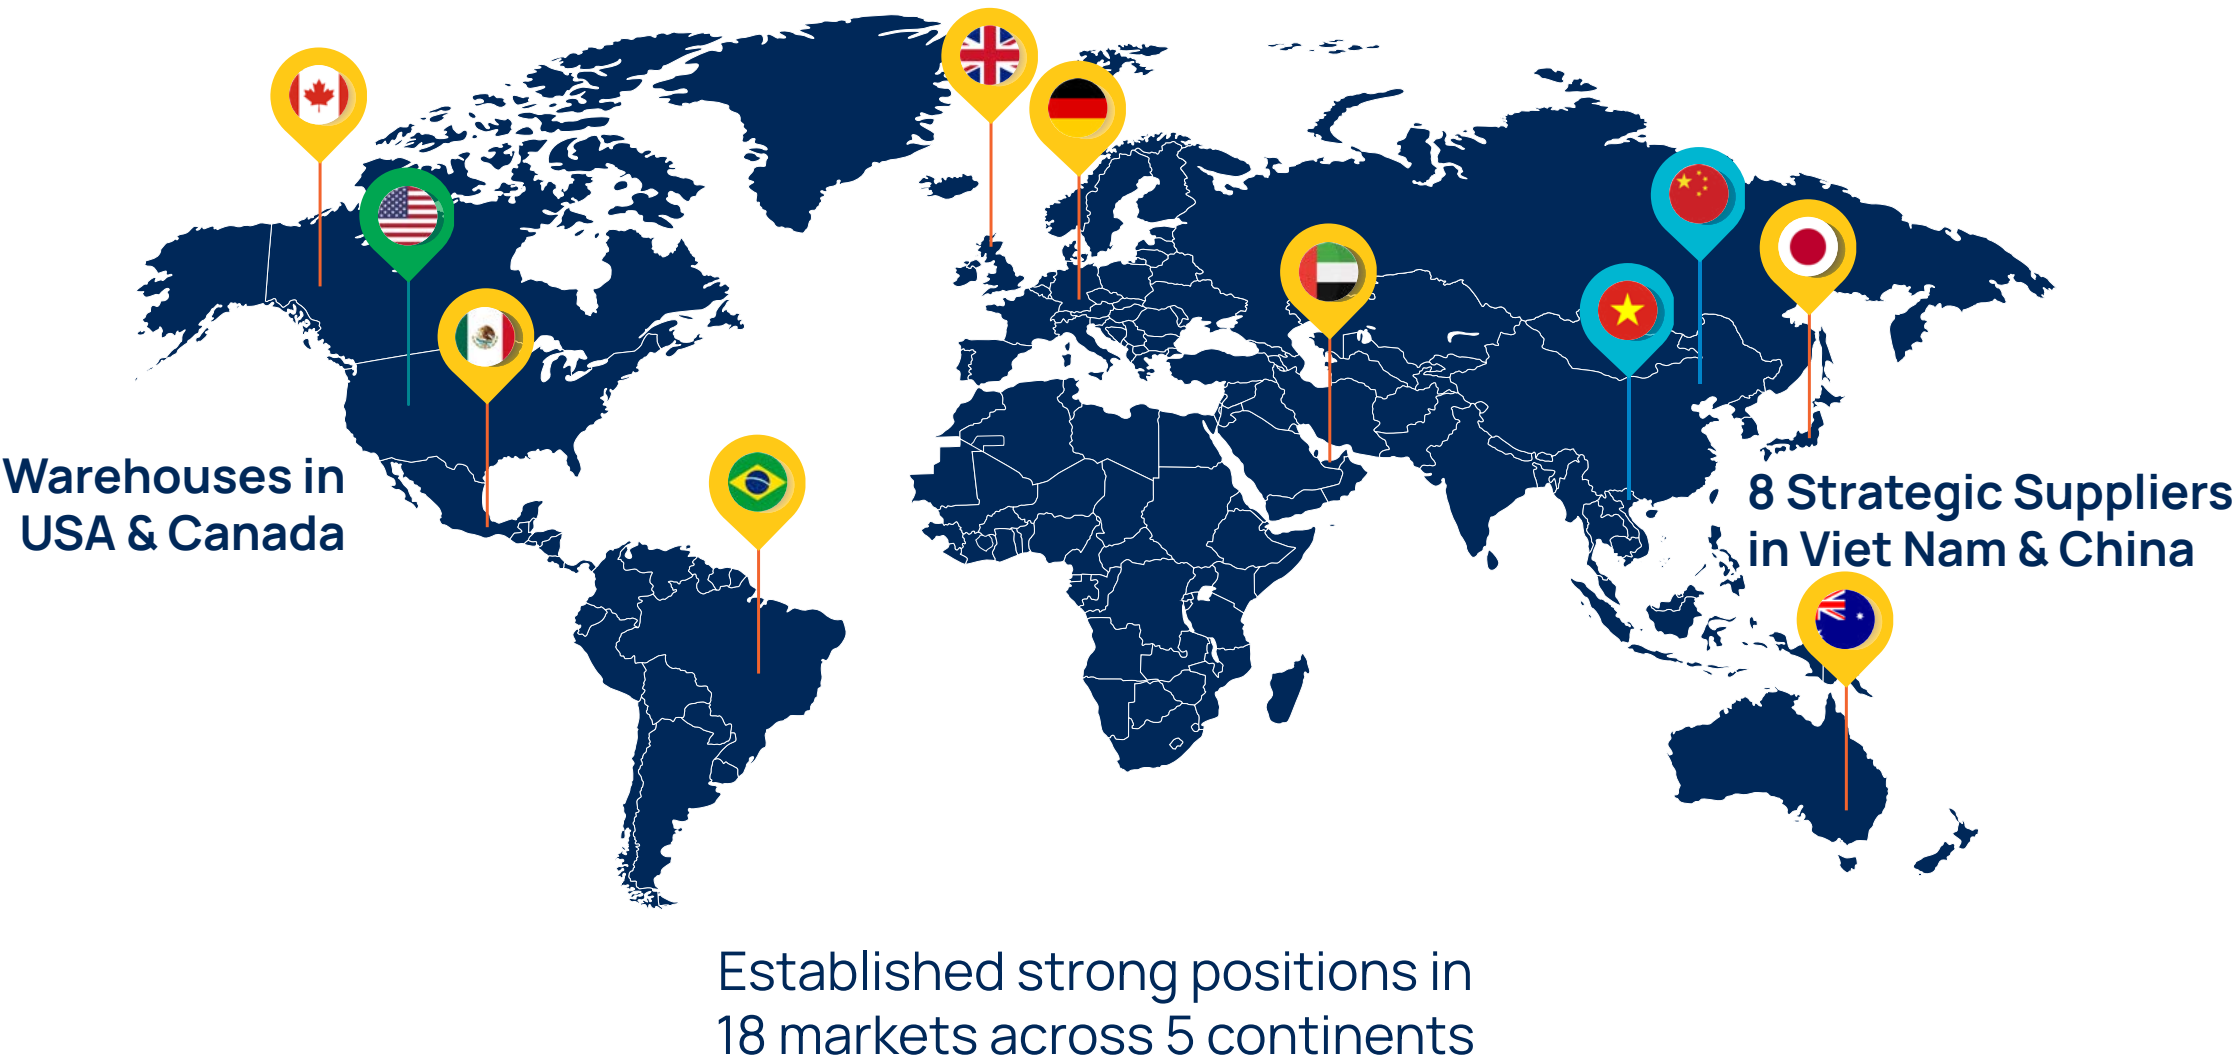 Warehouses in
USA & Canada
8 Strategic Suppliers
in Viet Nam & China
Established strong positions in
18 markets across 5 continents